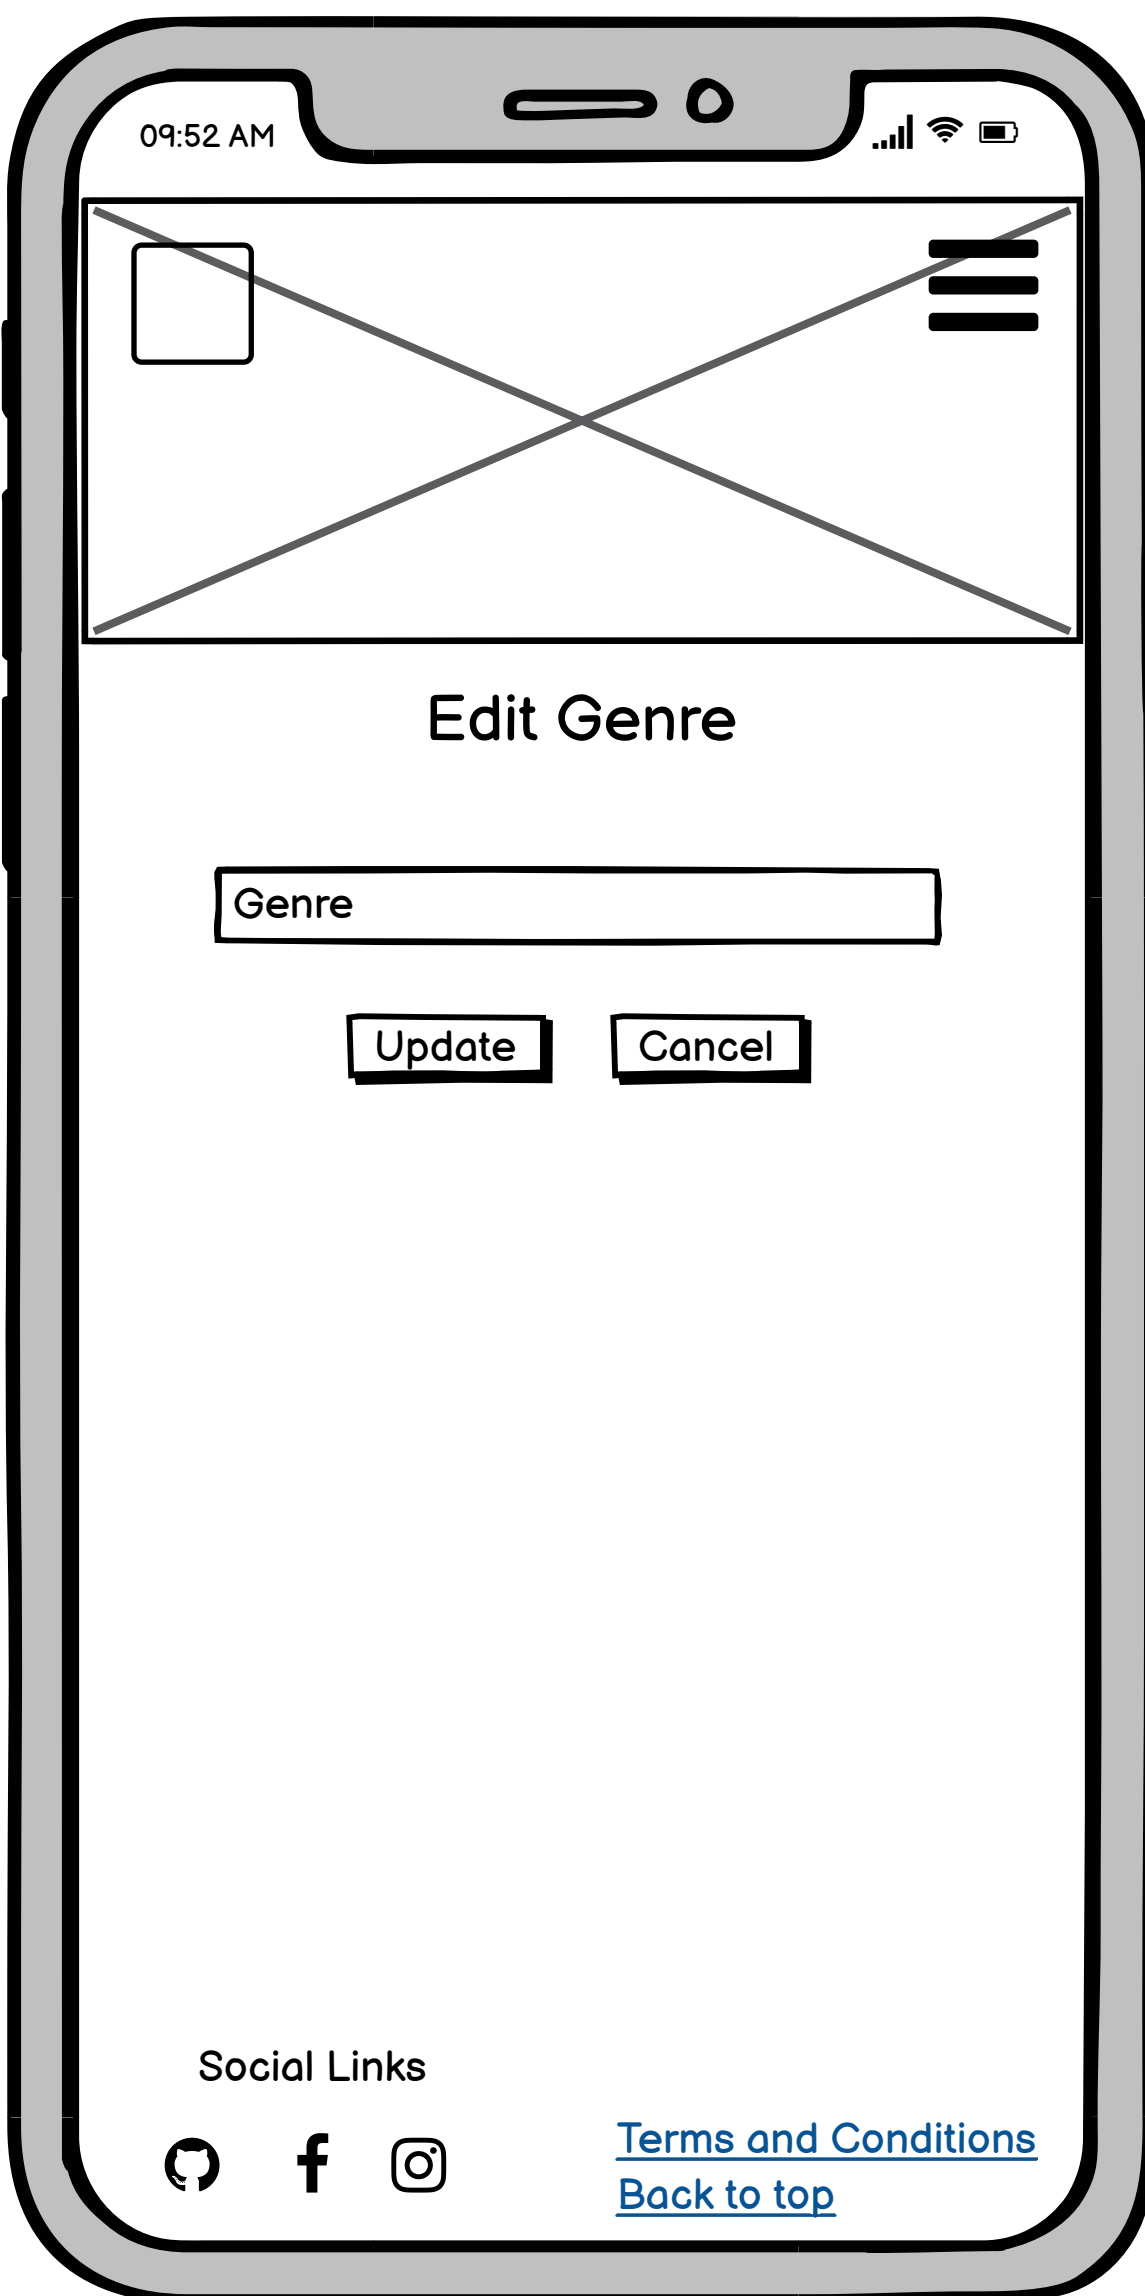 09:52 AM
Edit Genre
Genre
Update
Cancel
Social Links
Terms and Conditions
Back to top